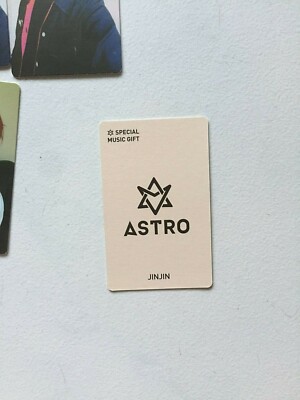 SPECIAL
MUSIC GIFT
ASTRO
JINJIN